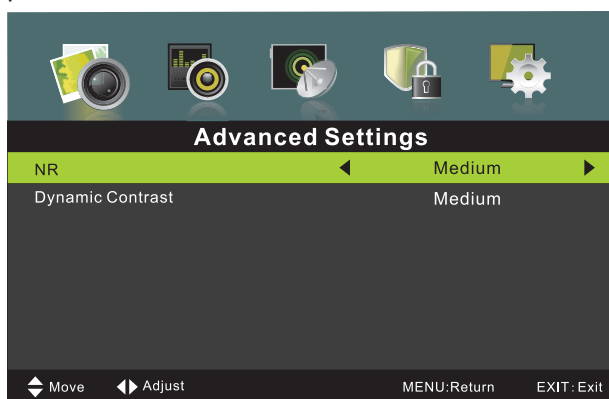 Advanced Settings
NR Medium
Dynamic Contrast Medium
Move Adjust MENU:Return EXIT:Exit